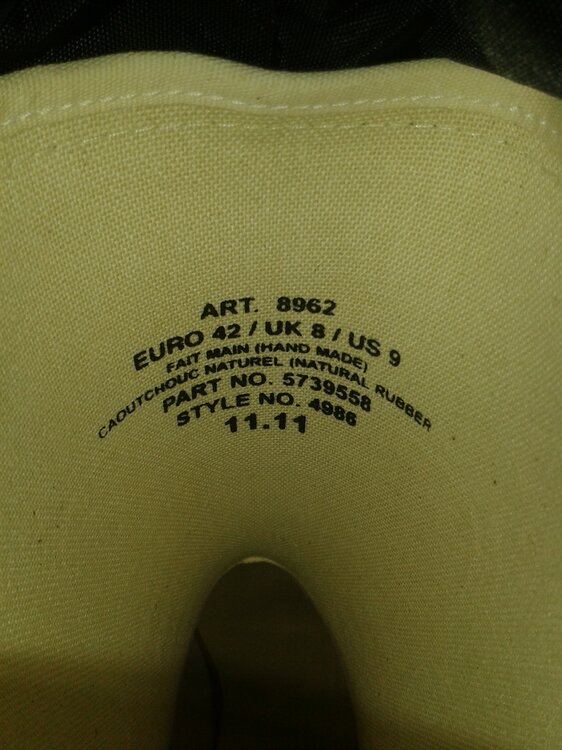 ART. 8962
EURO 42 / UK 8 / US 9
FAIT MAIN (HAND MADE)
CAOUTCHOUC NATUREL (NATURAL RUBBER
PART NO. 5739558
STYLE NO. 4986
11.11